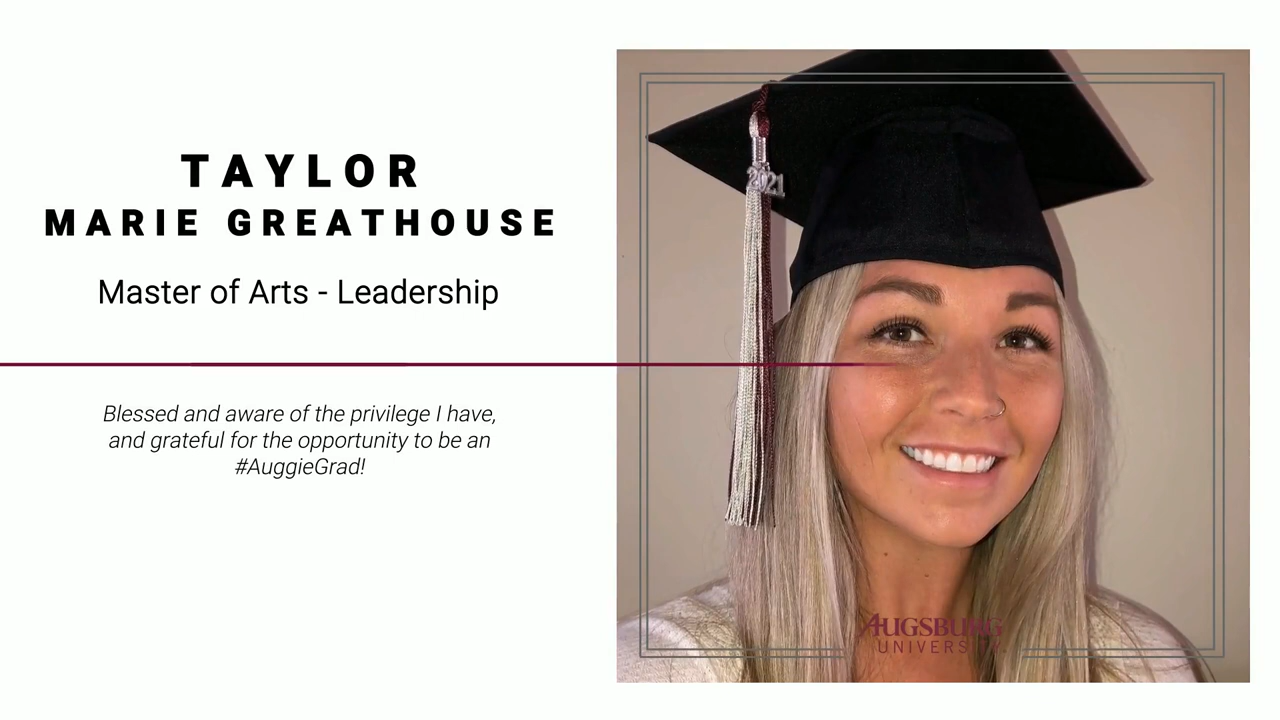 TAYLOR
MARIE GREATHOUSE
Master of Arts - Leadership
Blessed and aware of the privilege I have,
and grateful for the opportunity to be an
#AuggieGrad!
2021
AUGSBURG
UNIVERSITY